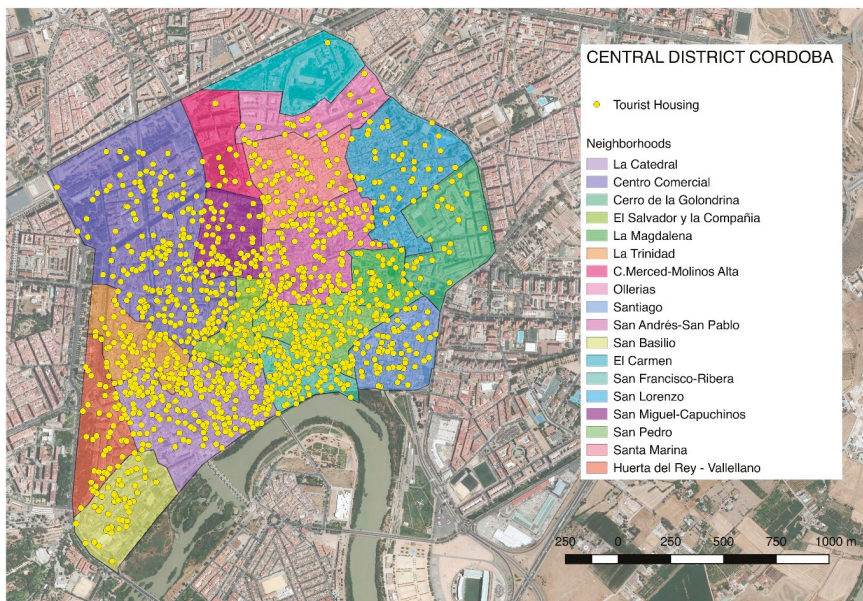 CENTRAL DISTRICT CORDOBA
Tourist Housing
Neighborhoods
La Catedral
Centro Comercial
Cerro de la Golondrina
El Salvador y la Compañia
La Magdalena
La Trinidad
C.Merced-Molinos Alta
Ollerias
Santiago
San Andrés-San Pablo
San Basilio
El Carmen
San Francisco-Ribera
San Lorenzo
San Miguel-Capuchinos
San Pedro
Santa Marina
Huerta del Rey - Vallellano
250 0 250 500 750 1000 m